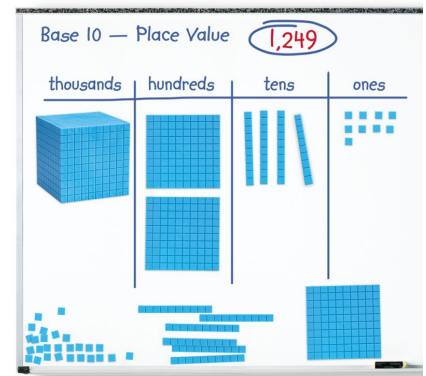 Base 10 — Place Value 1,249
thousands hundreds tens ones